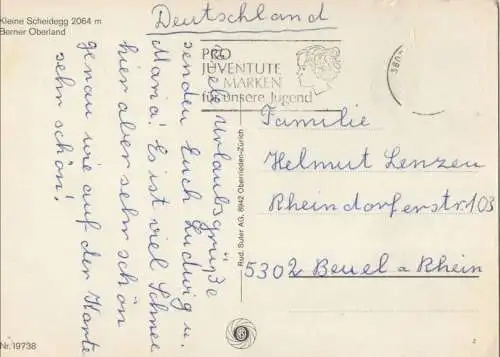 Kleine Scheidegg 2064 m
Berner Oberland
Deutschland
PRO
JUVENTUTE
MARKEN
für unsere Jugend
Viele Urlaubsgrüße
senden Euch Ludwig u.
Maria! Es ist viel Schnee
hier aber sehr schön
genau wie auf der Karte
sehr schön!
Familie
Helmut Lenzen
Rheindorferstr. 103
5302 Beuel a Rhein
Rud. Suter AG, 8942 Oberrieden-Zürich
Nr. 19738